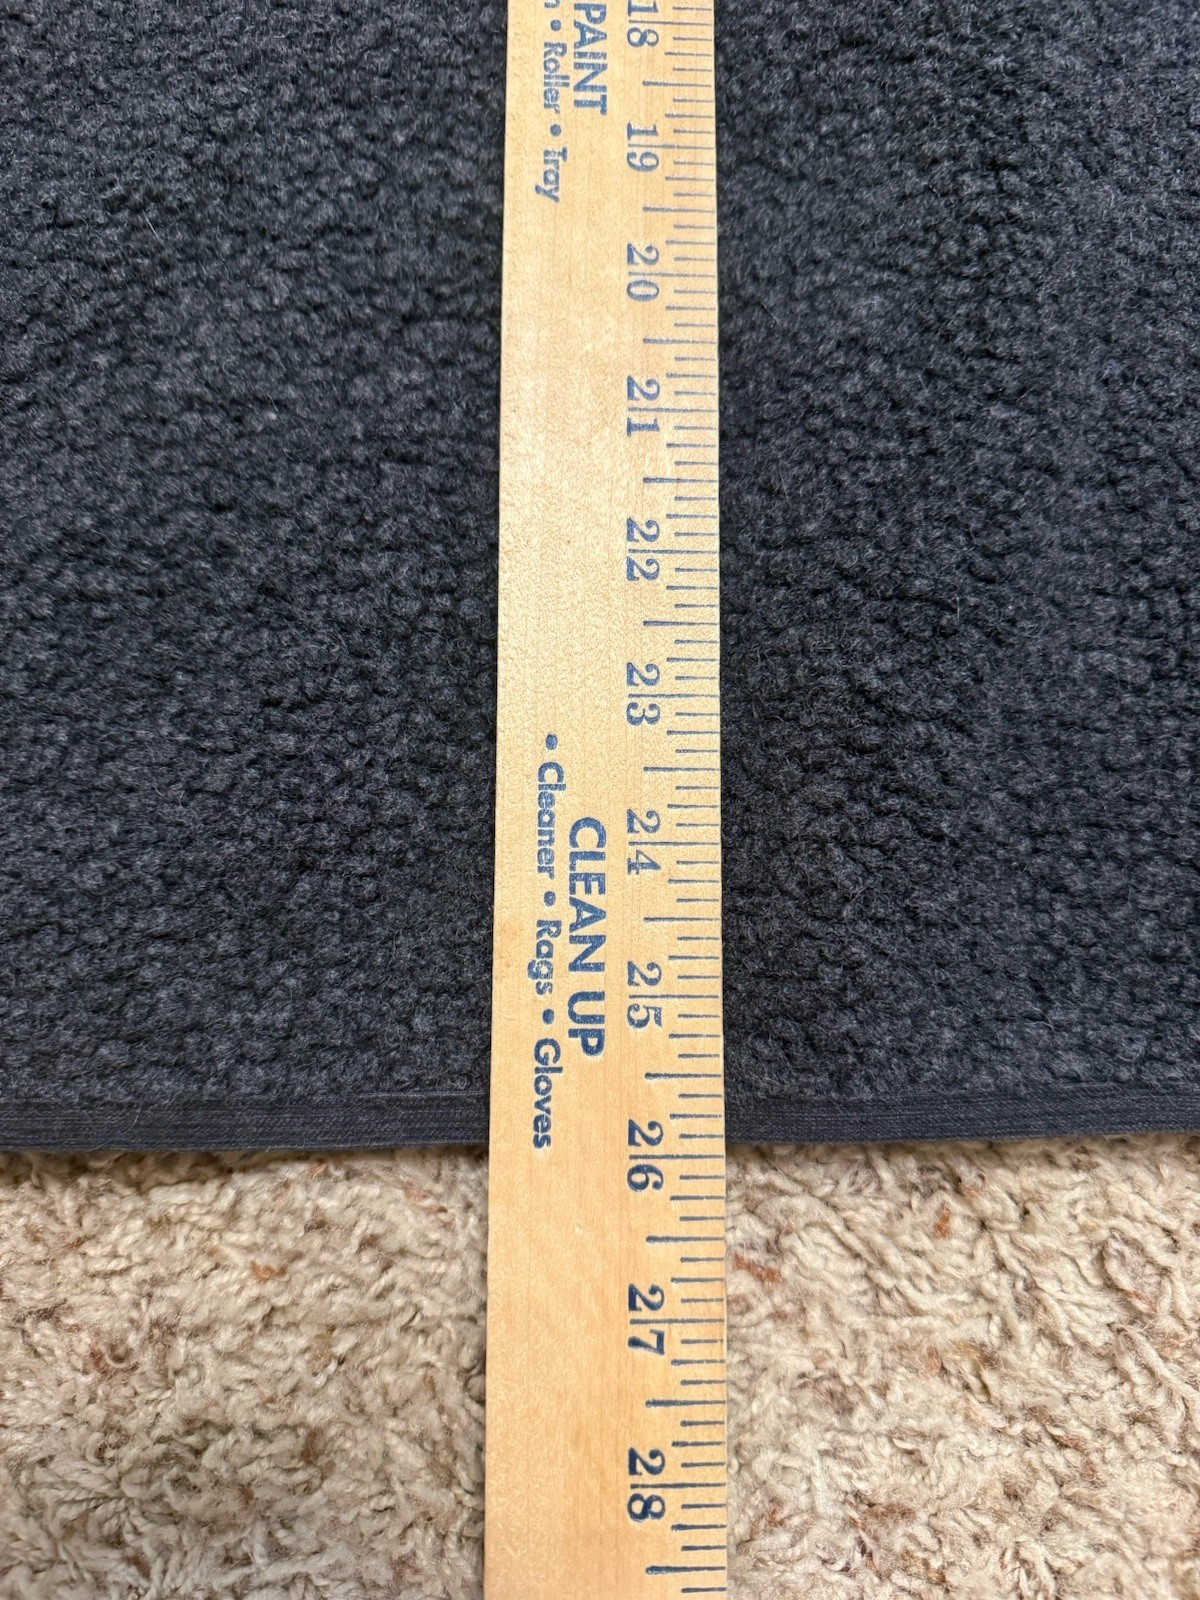 PAINT
• Roller • Tray
CLEAN UP
• Cleaner • Rags • Gloves
18 19 20 21 22 23 24 25 26 27 28